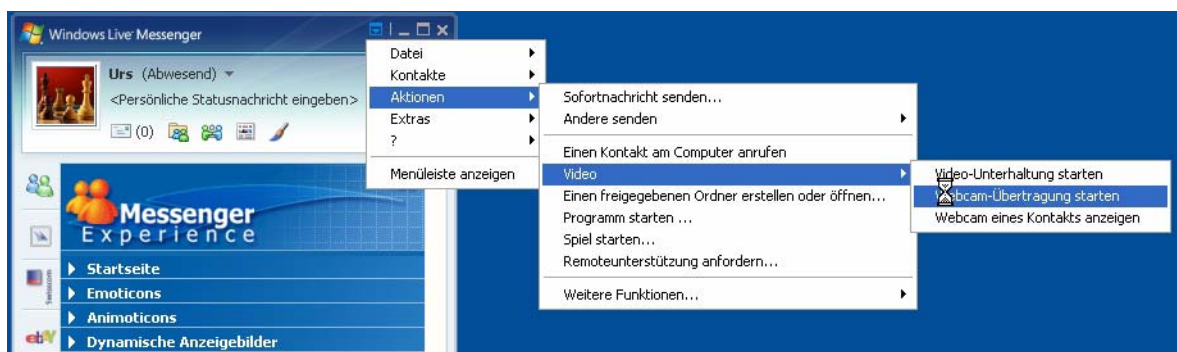 Windows Live Messenger
Urs (Abwesend)
<Persönliche Statusnachricht eingeben>
(0)
Messenger
Experience
Startseite
Emoticons
Animoticons
Dynamische Anzeigebilder
Swisscom
ebY
Datei
Kontakte
Aktionen
Extras
?
Menüleiste anzeigen
Sofortnachricht senden...
Andere senden
Einen Kontakt am Computer anrufen
Video
Einen freigegebenen Ordner erstellen oder öffnen...
Programm starten ...
Spiel starten...
Remoteunterstützung anfordern...
Weitere Funktionen...
Video-Unterhaltung starten
Webcam-Übertragung starten
Webcam eines Kontakts anzeigen